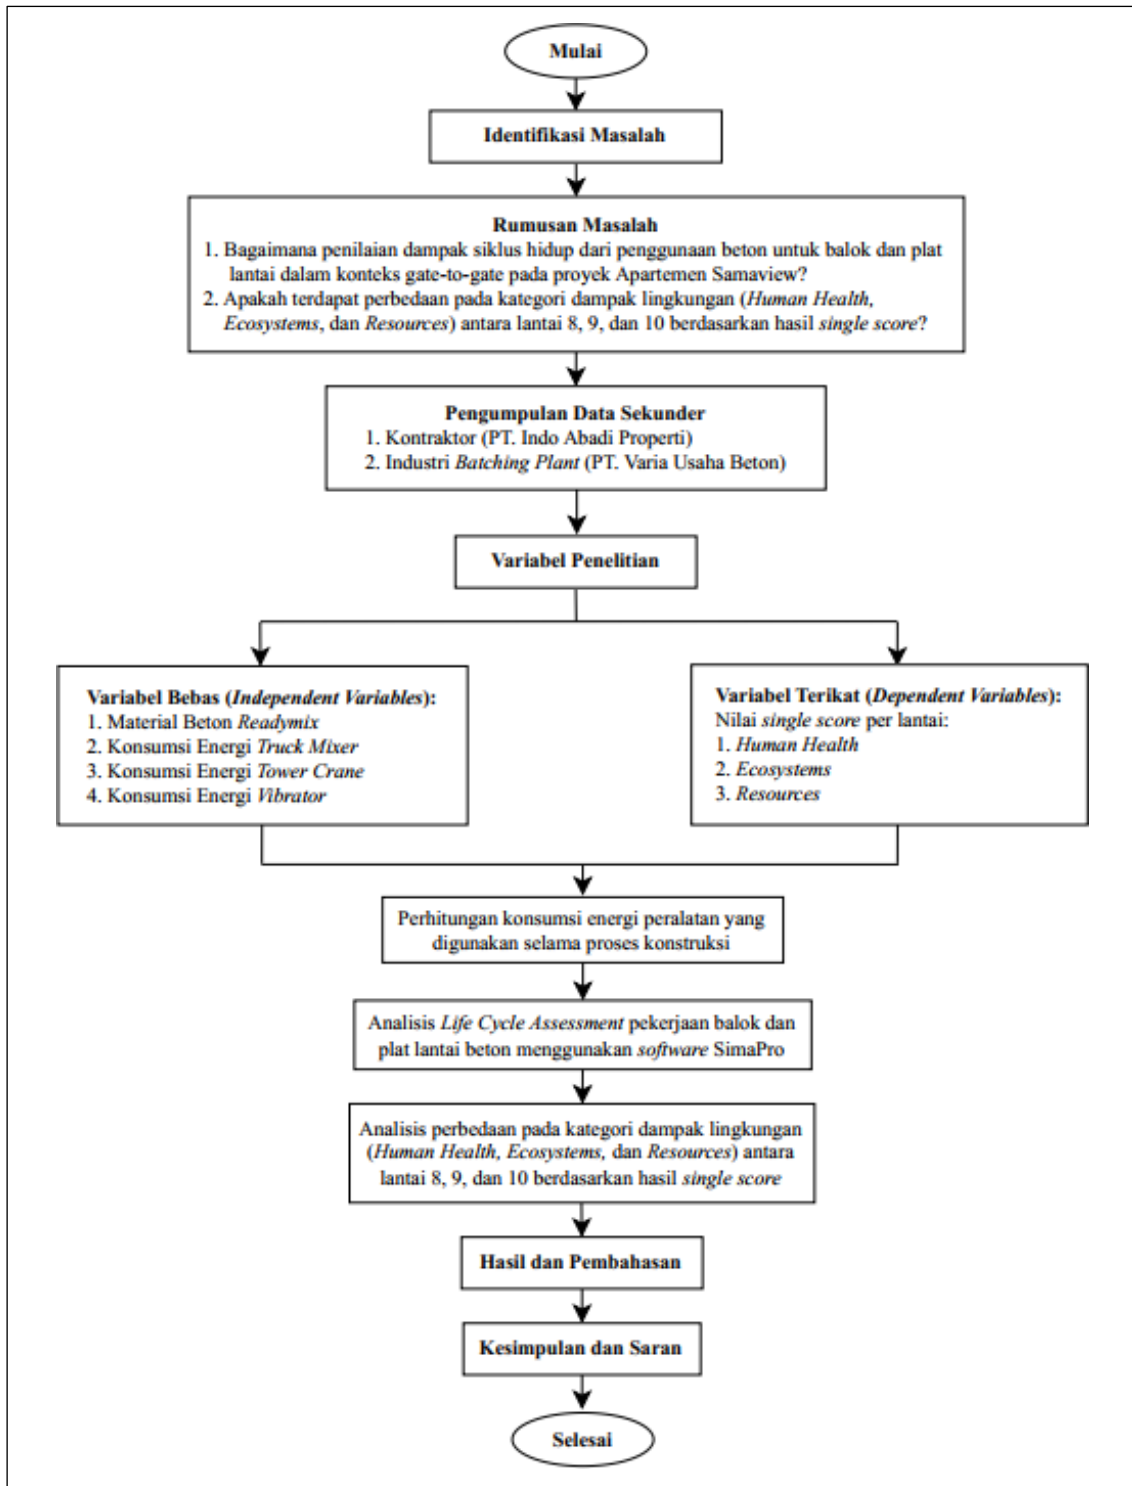 Mulai
Identifikasi Masalah
Rumusan Masalah
1. Bagaimana penilaian dampak siklus hidup dari penggunaan beton untuk balok dan plat
lantai dalam konteks gate-to-gate pada proyek Apartemen Samaview?
2. Apakah terdapat perbedaan pada kategori dampak lingkungan (Human Health,
Ecosystems, dan Resources) antara lantai 8, 9, dan 10 berdasarkan hasil single score?
Pengumpulan Data Sekunder
1. Kontraktor (PT. Indo Abadi Properti)
2. Industri Batching Plant (PT. Varia Usaha Beton)
Variabel Penelitian
Variabel Bebas (Independent Variables):
1. Material Beton Readymix
2. Konsumsi Energi Truck Mixer
3. Konsumsi Energi Tower Crane
4. Konsumsi Energi Vibrator
Variabel Terikat (Dependent Variables):
Nilai single score per lantai:
1. Human Health
2. Ecosystems
3. Resources
Perhitungan konsumsi energi peralatan yang
digunakan selama proses konstruksi
Analisis Life Cycle Assessment pekerjaan balok dan
plat lantai beton menggunakan software SimaPro
Analisis perbedaan pada kategori dampak lingkungan
(Human Health, Ecosystems, dan Resources) antara
lantai 8, 9, dan 10 berdasarkan hasil single score
Hasil dan Pembahasan
Kesimpulan dan Saran
Selesai